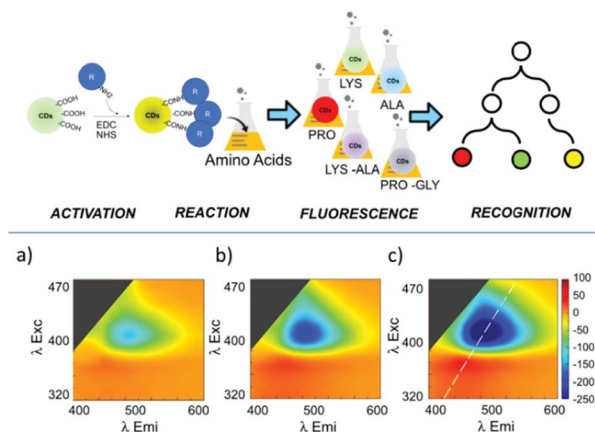 R
NH2
CDs
-COOH
-COOH
-COOH
EDC
NHS
CDs
-CONH
-CONH
-CONH
R
R
R
Amino Acids
CDs
LYS
CDs
ALA
CDs
PRO
CDs
LYS -ALA
CDs
PRO -GLY
ACTIVATION REACTION FLUORESCENCE RECOGNITION
a) b) c)
λ Exc
470
400
320
400 500 600
λ Emi
λ Exc
470
400
320
400 500 600
λ Emi
λ Exc
470
400
320
400 500 600
λ Emi
100
50
0
-50
-100
-150
-200
-250